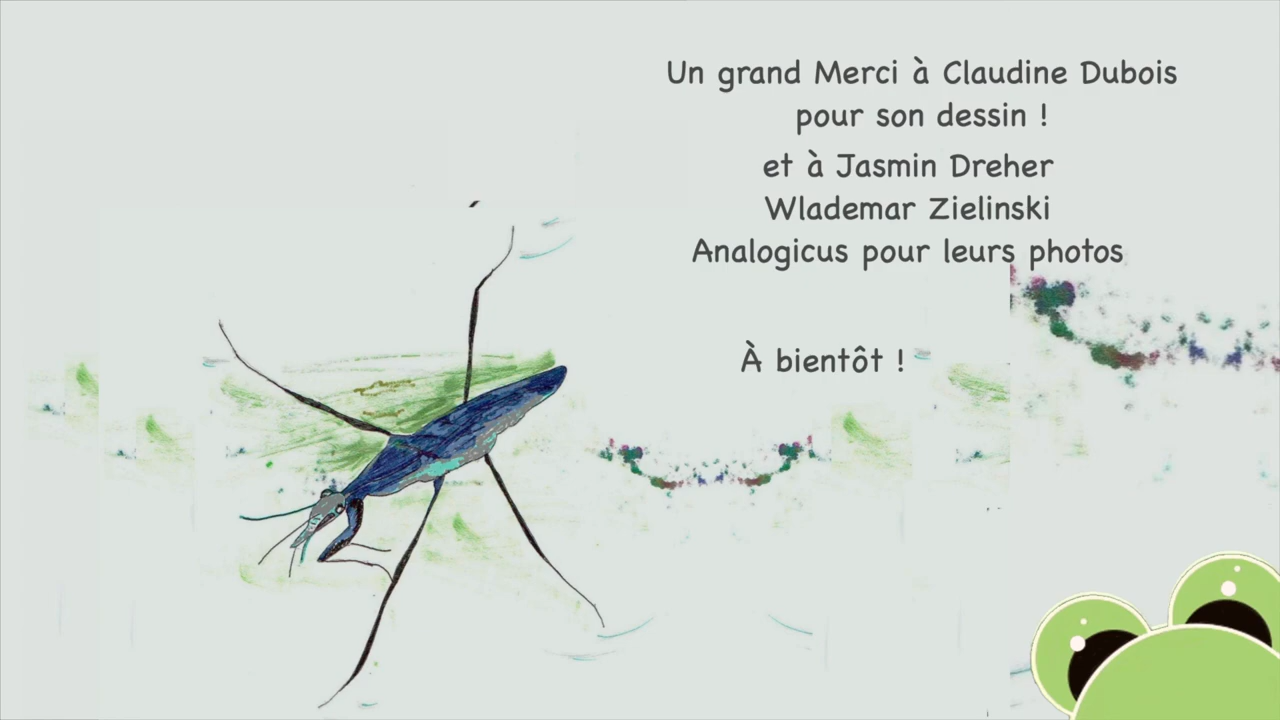 Un grand Merci à Claudine Dubois
pour son dessin !
et à Jasmin Dreher
Wlademar Zielinski
Analogicus pour leurs photos
À bientôt !